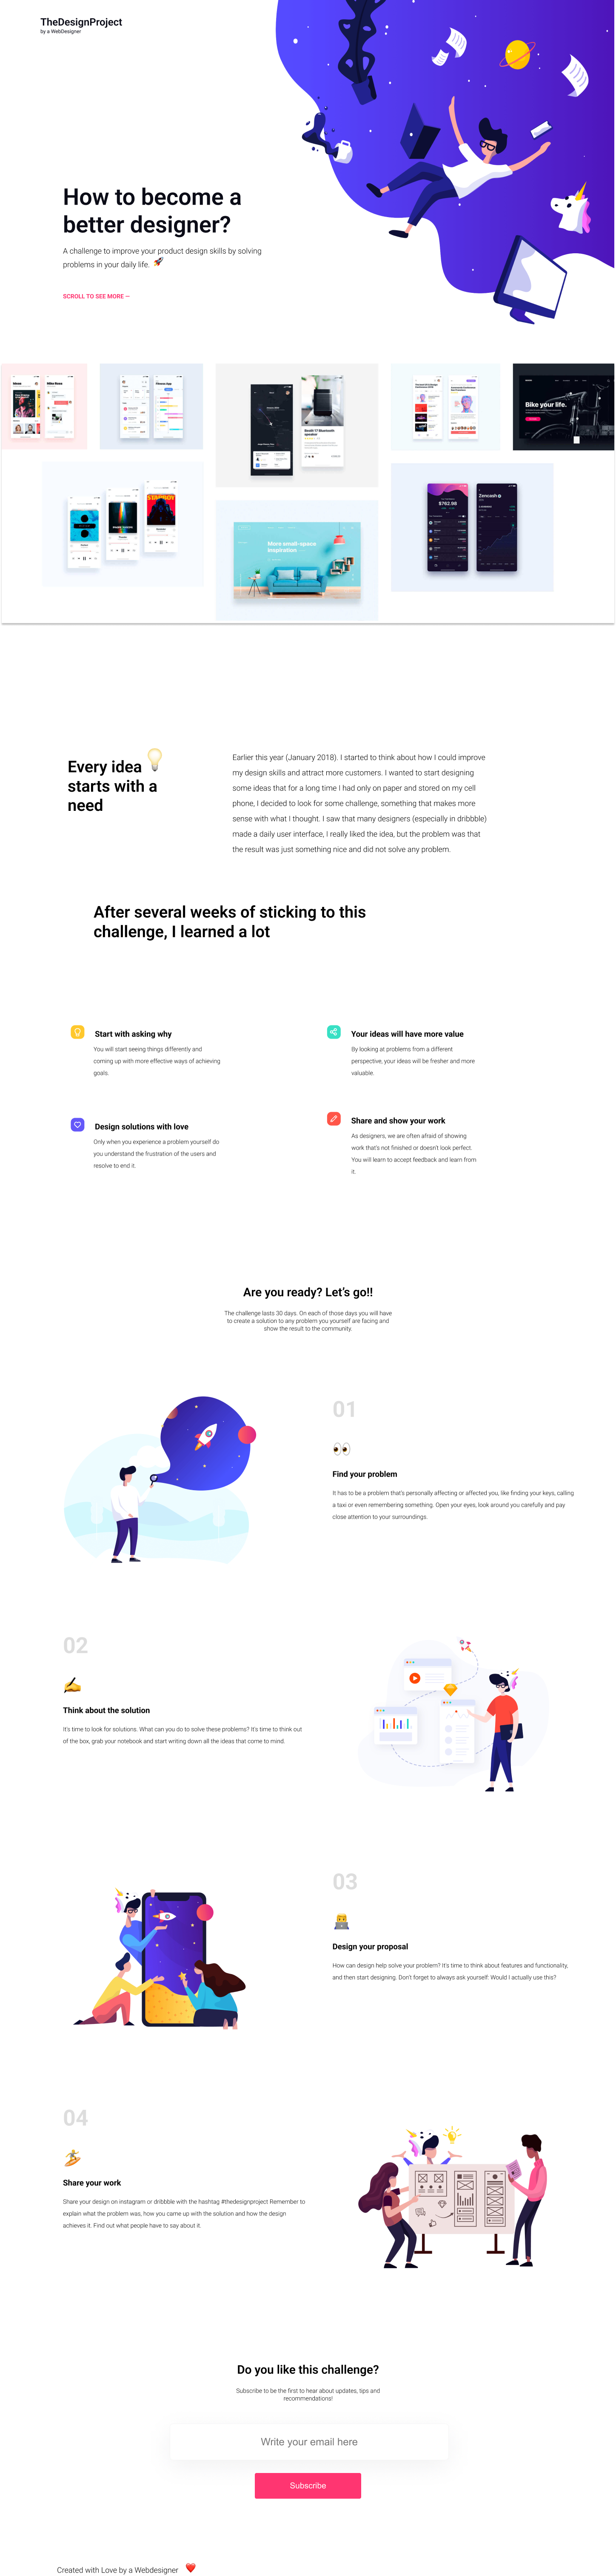 TheDesignProject
by a WebDesigner
How to become a
better designer?
A challenge to improve your product design skills by solving
problems in your daily life. 🚀
SCROLL TO SEE MORE —
Bike your life.
More small-space
inspiration
$762.98
Zencash
Every idea 💡
starts with a
need
Earlier this year (January 2018). I started to think about how I could improve
my design skills and attract more customers. I wanted to start designing
some ideas that for a long time I had only on paper and stored on my cell
phone, I decided to look for some challenge, something that makes more
sense with what I thought. I saw that many designers (especially in dribbble)
made a daily user interface, I really liked the idea, but the problem was that
the result was just something nice and did not solve any problem.
After several weeks of sticking to this
challenge, I learned a lot
Start with asking why
You will start seeing things differently and
coming up with more effective ways of achieving
goals.
Your ideas will have more value
By looking at problems from a different
perspective, your ideas will be fresher and more
valuable.
Design solutions with love
Only when you experience a problem yourself do
you understand the frustration of the users and
resolve to end it.
Share and show your work
As designers, we are often afraid of showing
work that's not finished or doesn't look perfect.
You will learn to accept feedback and learn from
it.
Are you ready? Let's go!!
The challenge lasts 30 days. On each of those days you will have
to create a solution to any problem you yourself are facing and
show the result to the community.
01
👀
Find your problem
It has to be a problem that's personally affecting or affected you, like finding your keys, calling
a taxi or even remembering something. Open your eyes, look around you carefully and pay
close attention to your surroundings.
02
✍️
Think about the solution
It's time to look for solutions. What can you do to solve these problems? It's time to think out
of the box, grab your notebook and start writing down all the ideas that come to mind.
03
👨‍💻
Design your proposal
How can design help solve your problem? It's time to think about features and functionality,
and then start designing. Don't forget to always ask yourself: Would I actually use this?
04
🏄
Share your work
Share your design on instagram or dribbble with the hashtag #thedesignproject Remember to
explain what the problem was, how you came up with the solution and how the design
achieves it. Find out what people have to say about it.
Do you like this challenge?
Subscribe to be the first to hear about updates, tips and
recommendations!
Write your email here
Subscribe
Created with Love by a Webdesigner ❤️